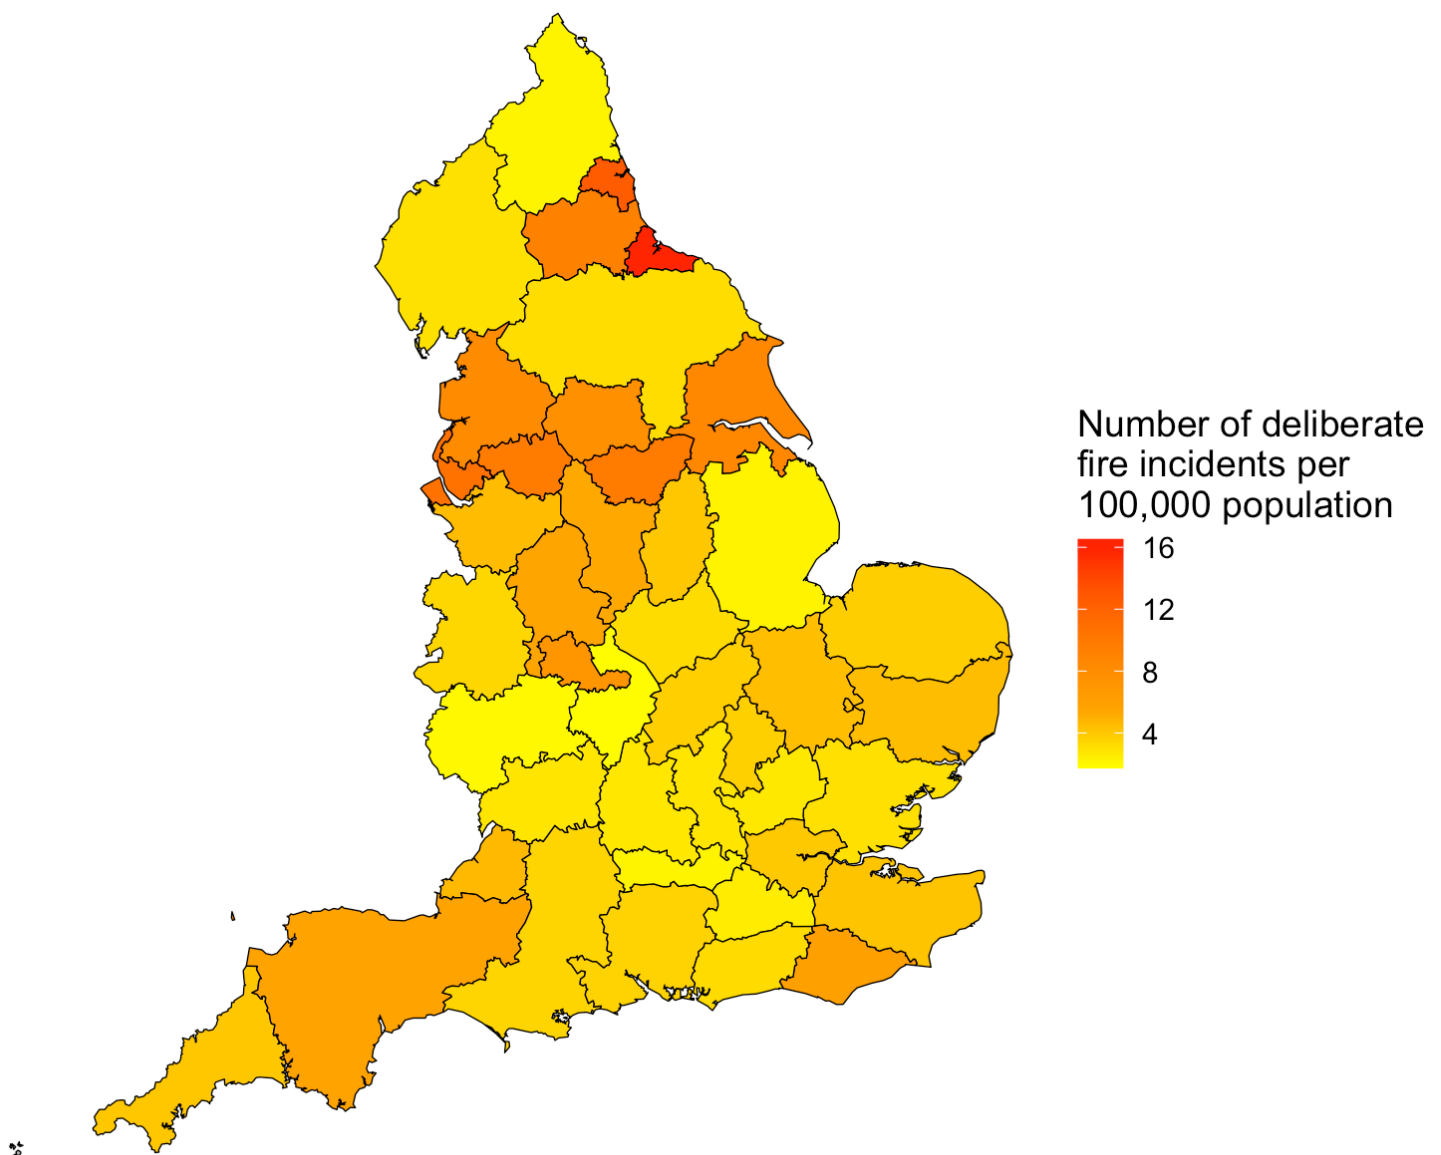 Number of deliberate
fire incidents per
100,000 population
16
12
8
4